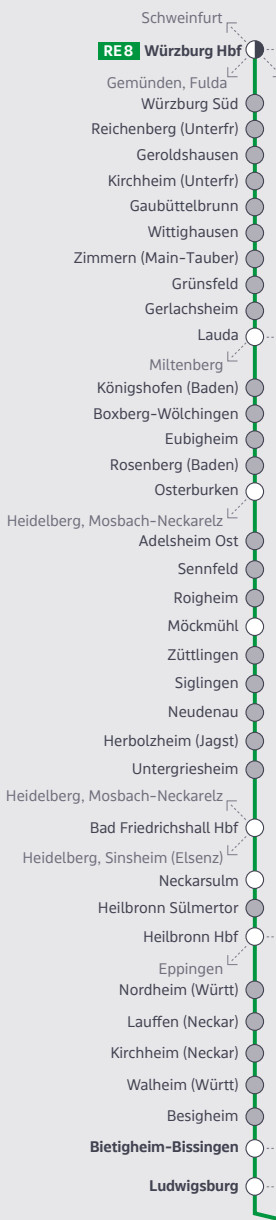 Schweinfurt
RE8 Würzburg Hbf
Gemünden, Fulda
Würzburg Süd
Reichenberg (Unterfr)
Geroldshausen
Kirchheim (Unterfr)
Gaubüttelbrunn
Wittighausen
Zimmern (Main-Tauber)
Grünsfeld
Gerlachsheim
Lauda
Miltenberg
Königshofen (Baden)
Boxberg-Wölchingen
Eubigheim
Rosenberg (Baden)
Osterburken
Heidelberg, Mosbach-Neckarelz
Adelsheim Ost
Sennfeld
Roigheim
Möckmühl
Züttlingen
Siglingen
Neudenau
Herbolzheim (Jagst)
Untergriesheim
Heidelberg, Mosbach-Neckarelz
Bad Friedrichshall Hbf
Heidelberg, Sinsheim (Elsenz)
Neckarsulm
Heilbronn Sülmertor
Heilbronn Hbf
Eppingen
Nordheim (Württ)
Lauffen (Neckar)
Kirchheim (Neckar)
Walheim (Württ)
Besigheim
Bietigheim-Bissingen
Ludwigsburg